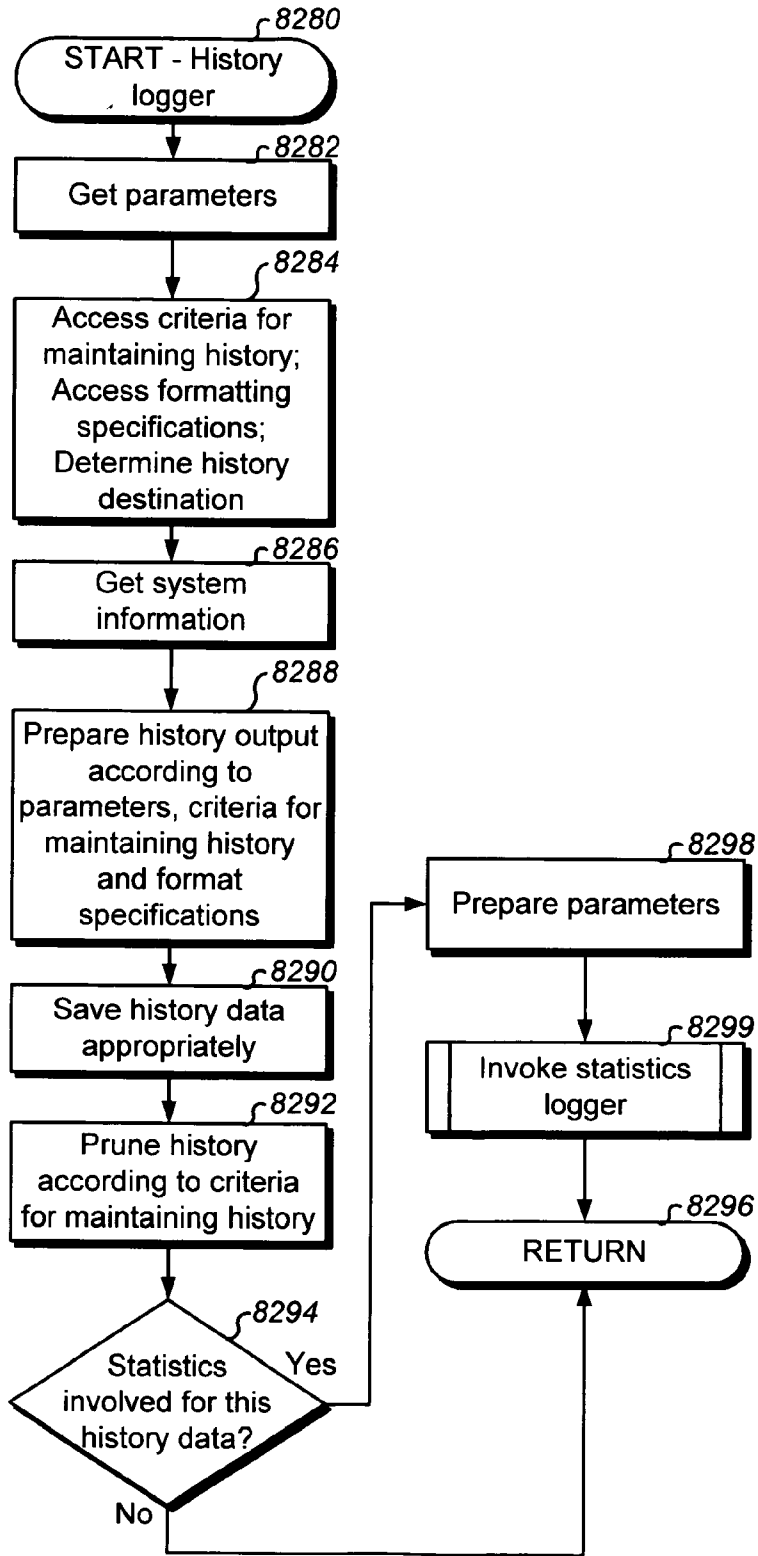 8280
START - History
logger
8282
Get parameters
8284
Access criteria for
maintaining history;
Access formatting
specifications;
Determine history
destination
8286
Get system
information
8288
Prepare history output
according to
parameters, criteria for
maintaining history
and format
specifications
8290
Save history data
appropriately
8292
Prune history
according to criteria
for maintaining history
8294
Statistics
involved for this
history data?
Yes
No
8298
Prepare parameters
8299
Invoke statistics
logger
8296
RETURN